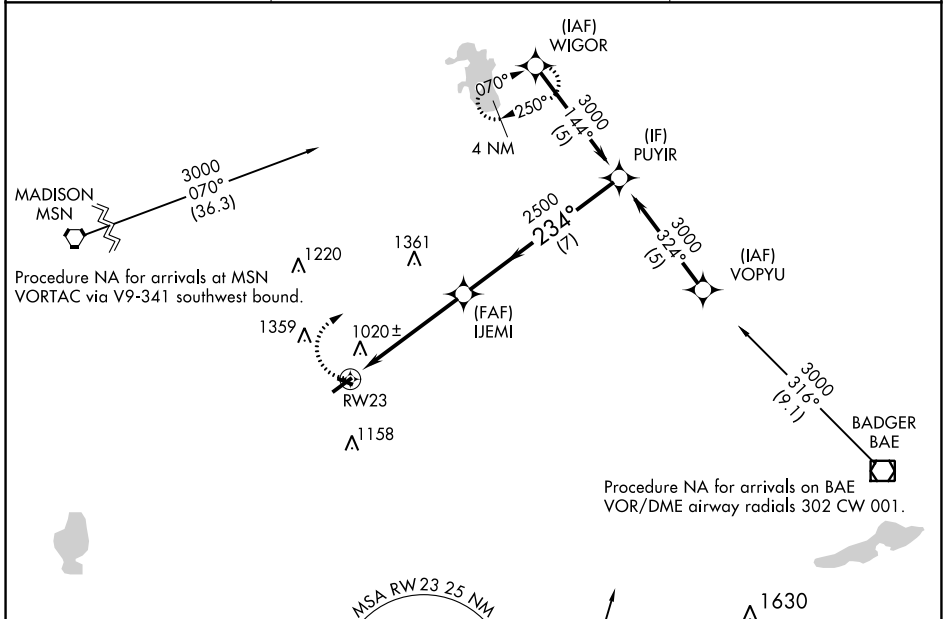 (IAF)
WIGOR
070°
250°
4 NM
3000
144°
(5)
(IF)
PUYIR
3000
070°
(36.3)
MADISON
MSN
Procedure NA for arrivals at MSN
VORTAC via V9-341 southwest bound.
2500
234°
(7)
3000
324°
(5)
(IAF)
VOPYU
1220
1361
(FAF)
IJEMI
1359
1020±
RW23
1158
3000
316°
(9.1)
BADGER
BAE
Procedure NA for arrivals on BAE
VOR/DME airway radials 302 CW 001.
MSA RW23 25 NM
1630